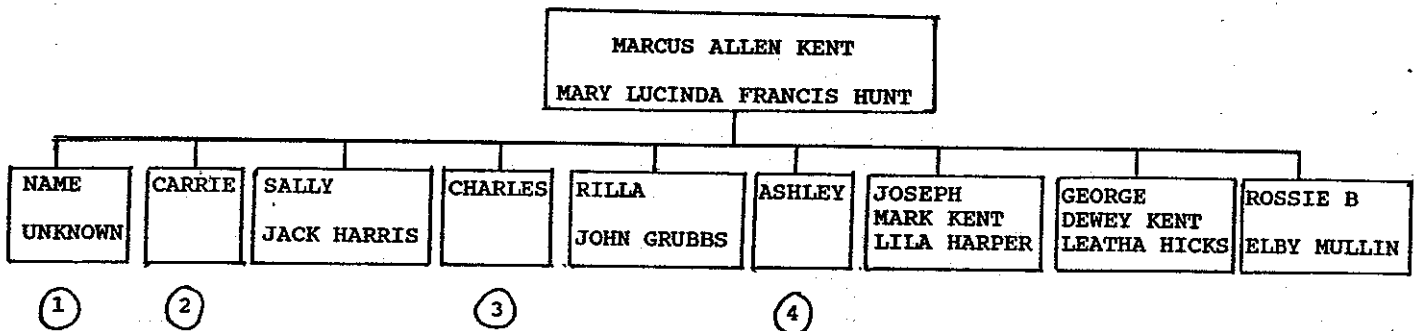 MARCUS ALLEN KENT
MARY LUCINDA FRANCIS HUNT
NAME
UNKNOWN
CARRIE
SALLY
JACK HARRIS
CHARLES
RILLA
JOHN GRUBBS
ASHLEY
JOSEPH
MARK KENT
LILA HARPER
GEORGE
DEWEY KENT
LEATHA HICKS
ROSSIE B
ELBY MULLIN
1
2
3
4